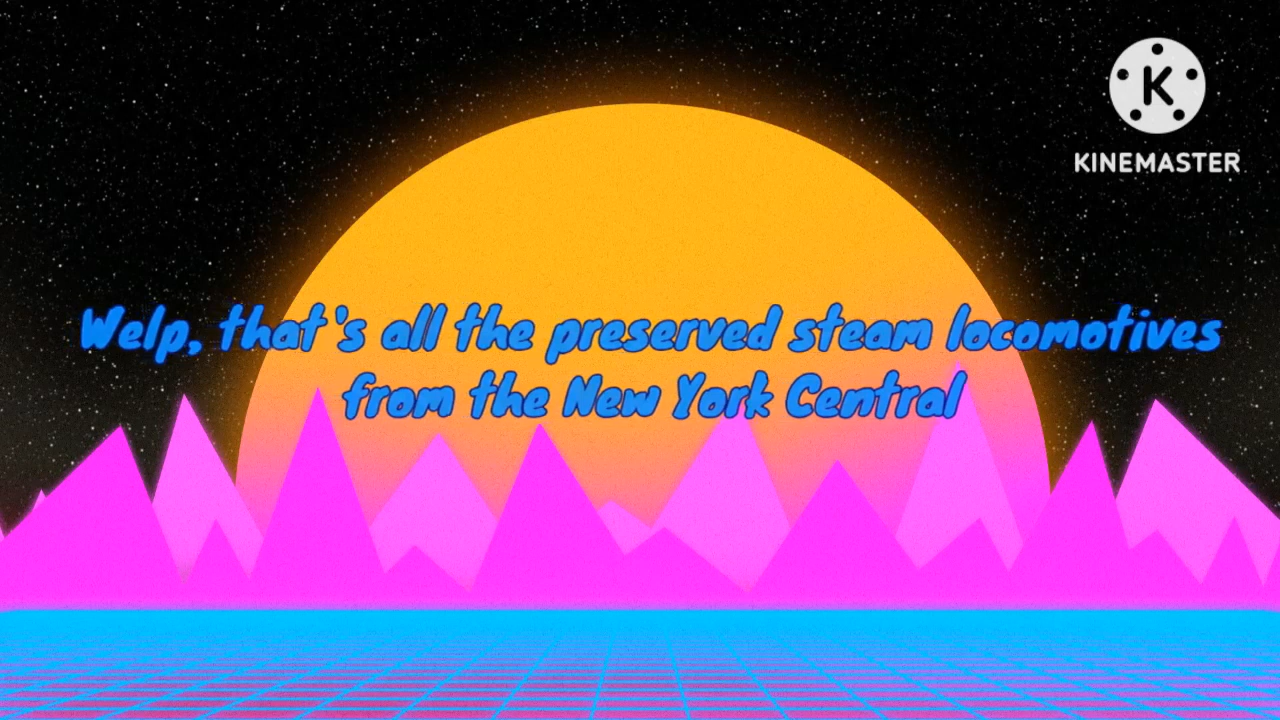 K
KINEMASTER
Welp, that's all the preserved steam locomotives
from the New York Central